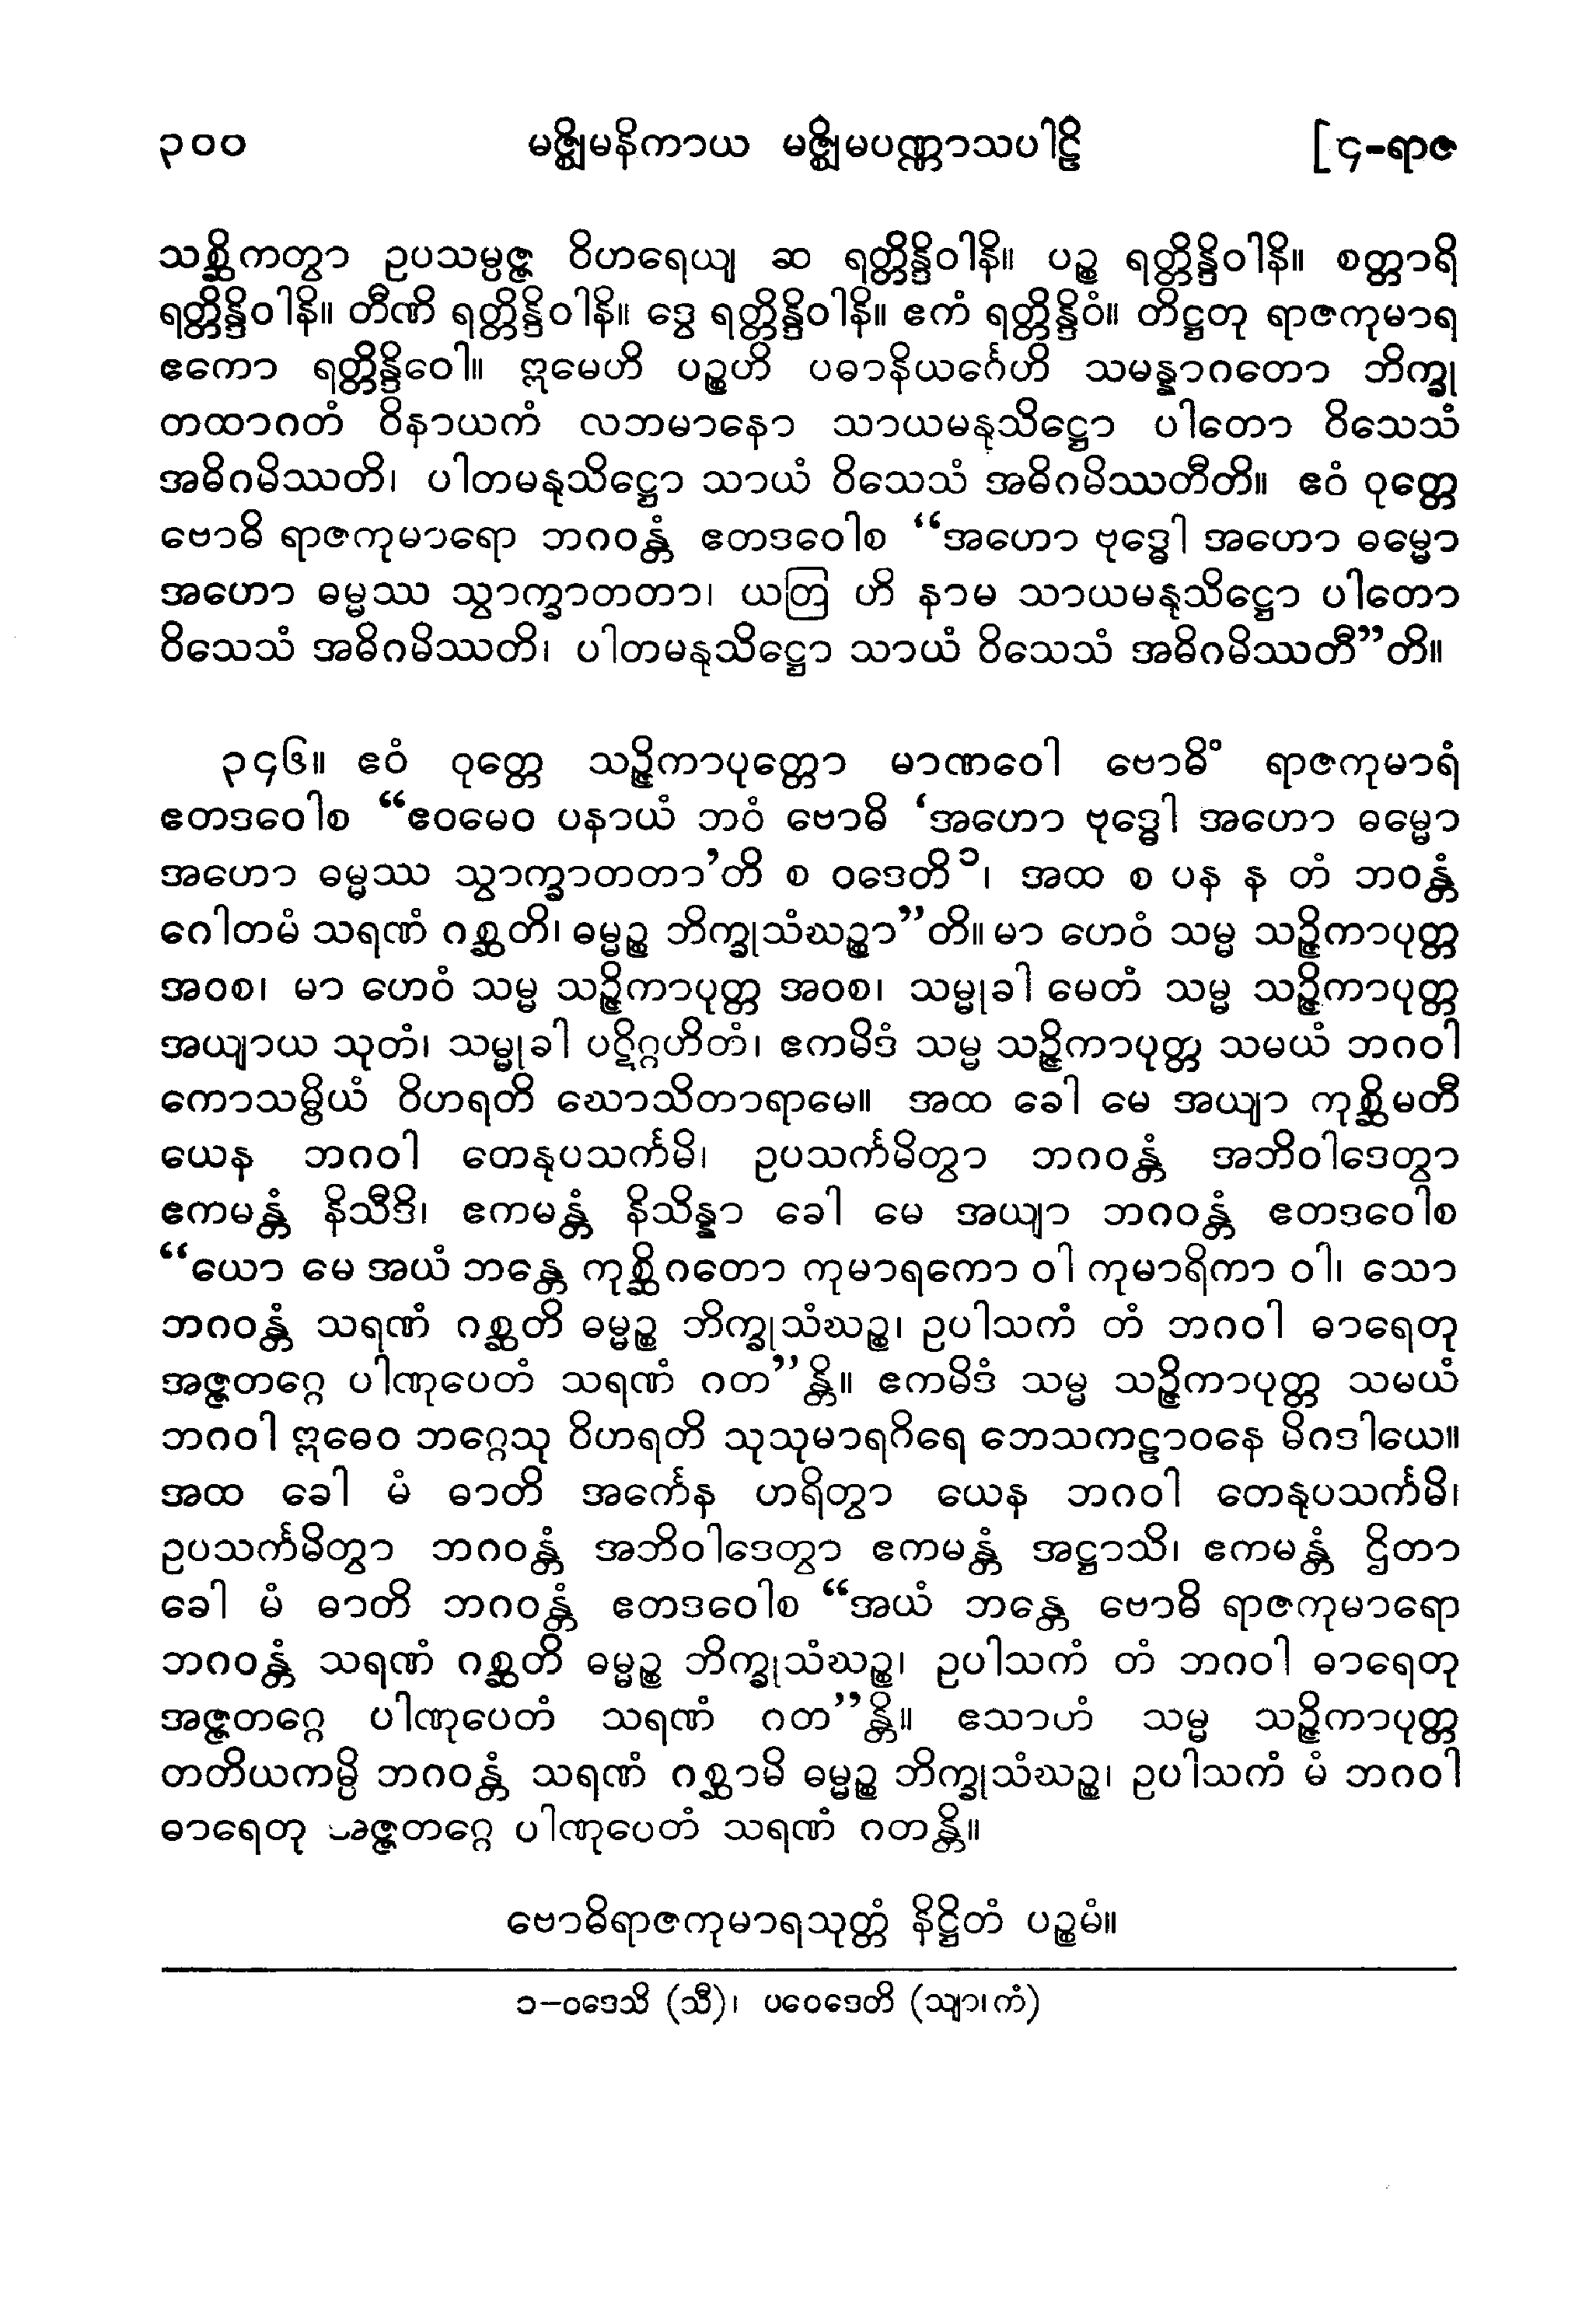 ၃၀၀ မဇ္ဈိမနိကာယ မဇ္ဈိမပဏ္ဏာသပါဠိ [၄-ရာဇ
သစ္ဆိကတွာ ဥပသမ္ပဇ္ဇ ဝိဟရေယျ ဆ ရတ္တိန္ဒိဝါနိ။ ပဉ္စ ရတ္တိန္ဒိဝါနိ။ စတ္တာရိ
ရတ္တိန္ဒိဝါနိ။ တီဏိ ရတ္တိန္ဒိဝါနိ။ ဒွေ ရတ္တိန္ဒိဝါနိ။ ဧကံ ရတ္တိန္ဒိဝံ။ တိဋ္ဌတု ရာဇကုမာရ
ဧကော ရတ္တိန္ဒိဝေါ။ ဣမေဟိ ပဉ္စဟိ ပဓာနိယင်္ဂေဟိ သမန္နာဂတော ဘိက္ခု
တထာဂတံ ဝိနာယကံ လဘမာနော သာယမနုသိဋ္ဌော ပါတော ဝိသေသံ
အဓိဂမိဿတိ၊ ပါတမနုသိဋ္ဌော သာယံ ဝိသေသံ အဓိဂမိဿတီတိ။ ဧဝံ ဝုတ္တေ
ဗောဓိ ရာဇကုမာရော ဘဂဝန္တံ ဧတဒဝေါစ “အဟော ဗုဒ္ဓေါ အဟော ဓမ္မော
အဟော ဓမ္မဿ သွာက္ခာတတာ၊ ယတြ ဟိ နာမ သာယမနုသိဋ္ဌော ပါတော
ဝိသေသံ အဓိဂမိဿတိ၊ ပါတမနုသိဋ္ဌော သာယံ ဝိသေသံ အဓိဂမိဿတီ”တိ။
၃၄၆။ ဧဝံ ဝုတ္တေ သဉ္ဇိကာပုတ္တော မာဏဝေါ ဗောဓိံ ရာဇကုမာရံ
ဧတဒဝေါစ “ဧဝမေဝ ပနာယံ ဘဝံ ဗောဓိ ‘အဟော ဗုဒ္ဓေါ အဟော ဓမ္မော
အဟော ဓမ္မဿ သွာက္ခာတတာ’တိ စ ဝဒေတိ၁၊ အထ စ ပန န တံ ဘဝန္တံ
ဂေါတမံ သရဏံ ဂစ္ဆတိ၊ ဓမ္မဉ္စ ဘိက္ခုသံဃဉ္စာ”တိ။ မာ ဟေဝံ သမ္မ သဉ္ဇိကာပုတ္တ
အဝစ၊ မာ ဟေဝံ သမ္မ သဉ္ဇိကာပုတ္တ အဝစ၊ သမ္မုခါ မေတံ သမ္မ သဉ္ဇိကာပုတ္တ
အယျာယ သုတံ၊ သမ္မုခါ ပဋိဂ္ဂဟိတံ၊ ဧကမိဒံ သမ္မ သဉ္ဇိကာပုတ္တ သမယံ ဘဂဝါ
ကောသမ္ဗိယံ ဝိဟရတိ ဃောသိတာရာမေ။ အထ ခေါ မေ အယျာ ကုစ္ဆိမတီ
ယေန ဘဂဝါ တေနုပသင်္ကမိ၊ ဥပသင်္ကမိတွာ ဘဂဝန္တံ အဘိဝါဒေတွာ
ဧကမန္တံ နိသီဒိ၊ ဧကမန္တံ နိသိန္နာ ခေါ မေ အယျာ ဘဂဝန္တံ ဧတဒဝေါစ
“ယော မေ အယံ ဘန္တေ ကုစ္ဆိဂတော ကုမာရကော ဝါ ကုမာရိကာ ဝါ၊ သော
ဘဂဝန္တံ သရဏံ ဂစ္ဆတိ ဓမ္မဉ္စ ဘိက္ခုသံဃဉ္စ၊ ဥပါသကံ တံ ဘဂဝါ ဓာရေတု
အဇ္ဇတဂ္ဂေ ပါဏုပေတံ သရဏံ ဂတ”န္တိ။ ဧကမိဒံ သမ္မ သဉ္ဇိကာပုတ္တ သမယံ
ဘဂဝါ ဣဓေဝ ဘဂ္ဂေသု ဝိဟရတိ သုသုမာရဂိရေ ဘေသကဠာဝနေ မိဂဒါယေ။
အထ ခေါ မံ ဓာတိ အင်္ကေန ဟရိတွာ ယေန ဘဂဝါ တေနုပသင်္ကမိ၊
ဥပသင်္ကမိတွာ ဘဂဝန္တံ အဘိဝါဒေတွာ ဧကမန္တံ အဋ္ဌာသိ၊ ဧကမန္တံ ဌိတာ
ခေါ မံ ဓာတိ ဘဂဝန္တံ ဧတဒဝေါစ “အယံ ဘန္တေ ဗောဓိ ရာဇကုမာရော
ဘဂဝန္တံ သရဏံ ဂစ္ဆတိ ဓမ္မဉ္စ ဘိက္ခုသံဃဉ္စ၊ ဥပါသကံ တံ ဘဂဝါ ဓာရေတု
အဇ္ဇတဂ္ဂေ ပါဏုပေတံ သရဏံ ဂတ”န္တိ။ ဧသာဟံ သမ္မ သဉ္ဇိကာပုတ္တ
တတိယကမ္ပိ ဘဂဝန္တံ သရဏံ ဂစ္ဆာမိ ဓမ္မဉ္စ ဘိက္ခုသံဃဉ္စ၊ ဥပါသကံ မံ ဘဂဝါ
ဓာရေတု အဇ္ဇတဂ္ဂေ ပါဏုပေတံ သရဏံ ဂတန္တိ။
ဗောဓိရာဇကုမာရသုတ္တံ နိဋ္ဌိတံ ပဉ္စမံ။
၁-ဝဒေသိ (သီ)၊ ပဝေဒေတိ (သျာ၊ကံ)